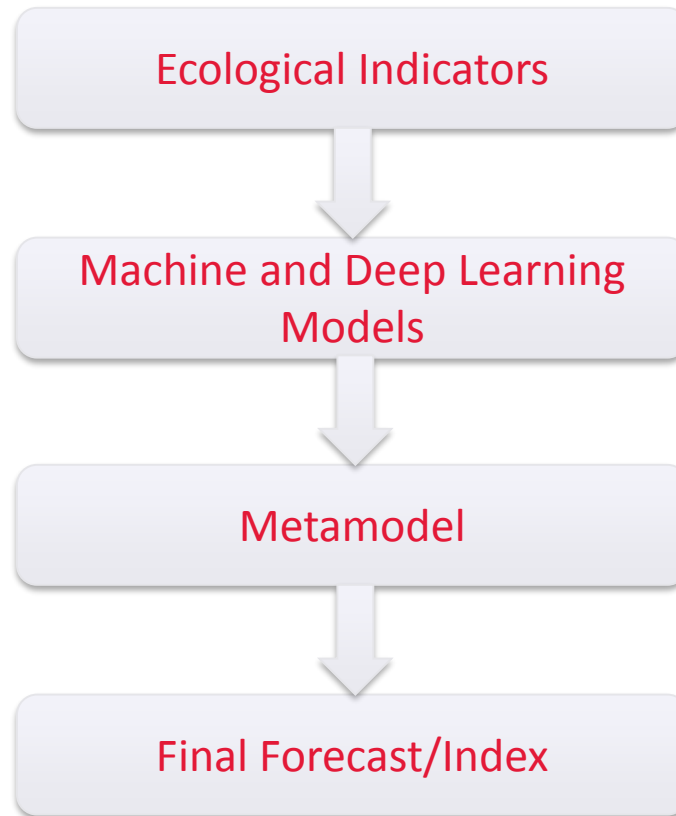 Ecological Indicators
Machine and Deep Learning
Models
Metamodel
Final Forecast/Index